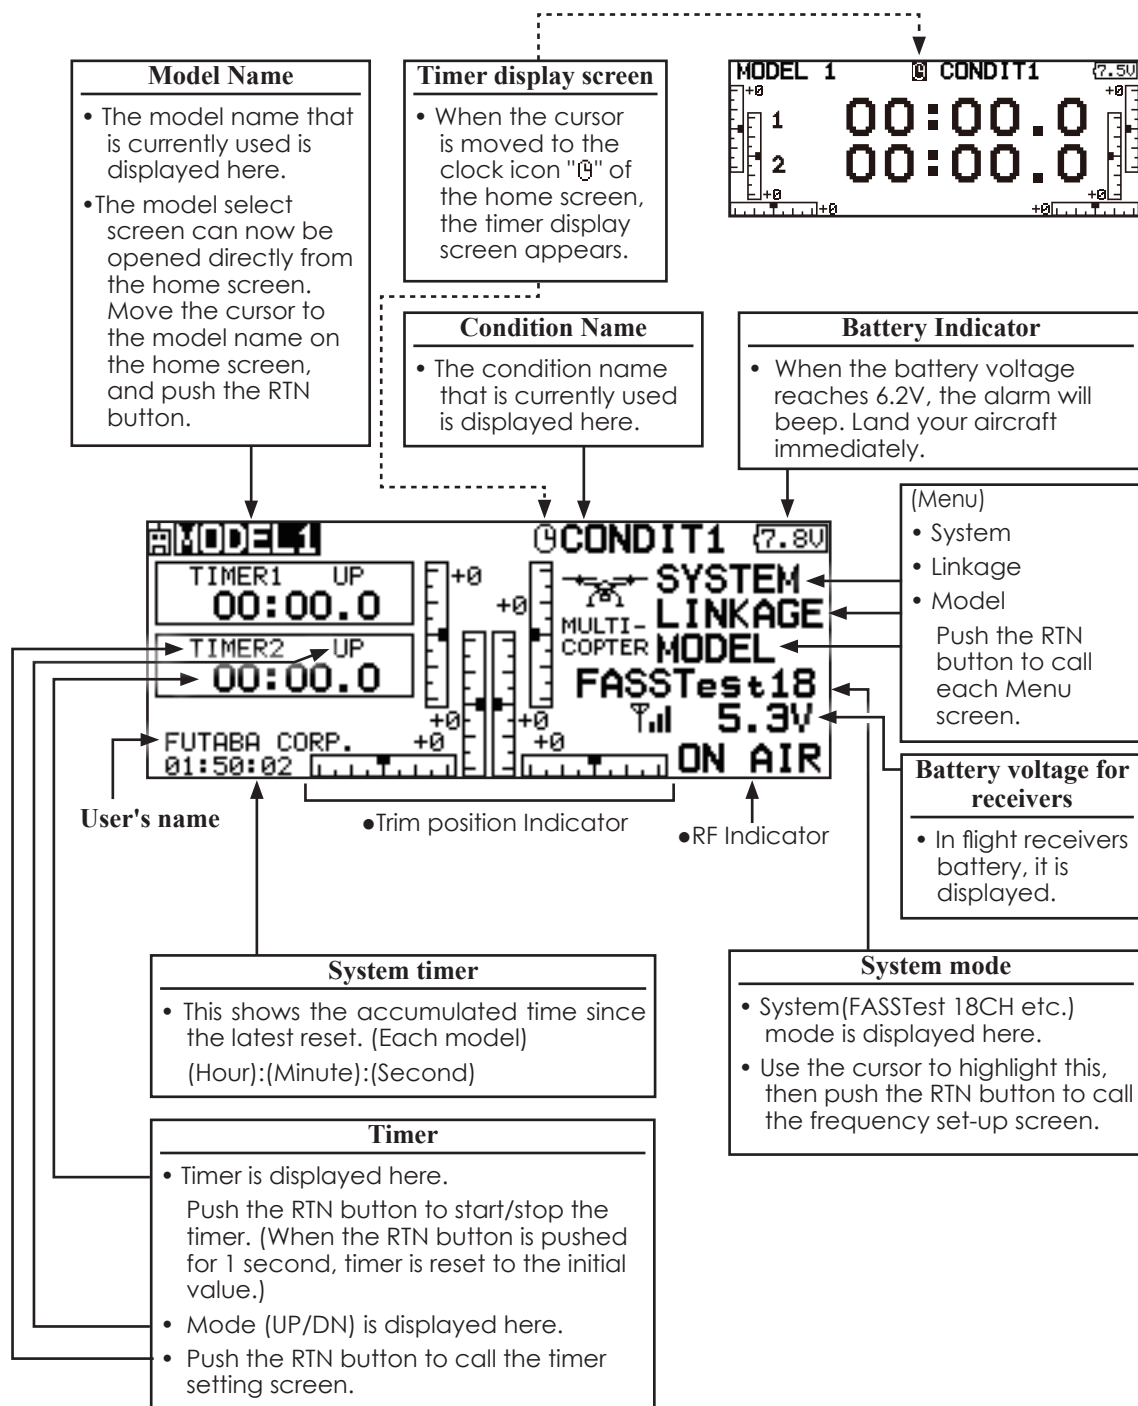 Model Name
• The model name that
is currently used is
displayed here.
•The model select
screen can now be
opened directly from
the home screen.
Move the cursor to
the model name on
the home screen,
and push the RTN
button.
Timer display screen
• When the cursor
is moved to the
clock icon "" of
the home screen,
the timer display
screen appears.
MODEL 1 CONDIT1 7.5V
+0 +0
1 00:00.0
2 00:00.0
+0 +0
+0 +0
Condition Name
• The condition name
that is currently used
is displayed here.
Battery Indicator
• When the battery voltage
reaches 6.2V, the alarm will
beep. Land your aircraft
immediately.
(Menu)
• System
• Linkage
• Model
Push the RTN
button to call
each Menu
screen.
MODEL1 CONDIT1 7.8V
TIMER1 UP
00:00.0
+0
+0
SYSTEM
MULTI-
COPTER
LINKAGE
MODEL
TIMER2 UP
00:00.0
FASSTest18
5.3V
+0 +0
+0 +0
FUTABA CORP.
01:50:02
ON AIR
User's name
●Trim position Indicator
●RF Indicator
Battery voltage for
receivers
• In flight receivers
battery, it is
displayed.
System timer
• This shows the accumulated time since
the latest reset. (Each model)
(Hour):(Minute):(Second)
System mode
• System(FASSTest 18CH etc.)
mode is displayed here.
• Use the cursor to highlight this,
then push the RTN button to call
the frequency set-up screen.
Timer
• Timer is displayed here.
Push the RTN button to start/stop the
timer. (When the RTN button is pushed
for 1 second, timer is reset to the initial
value.)
• Mode (UP/DN) is displayed here.
• Push the RTN button to call the timer
setting screen.